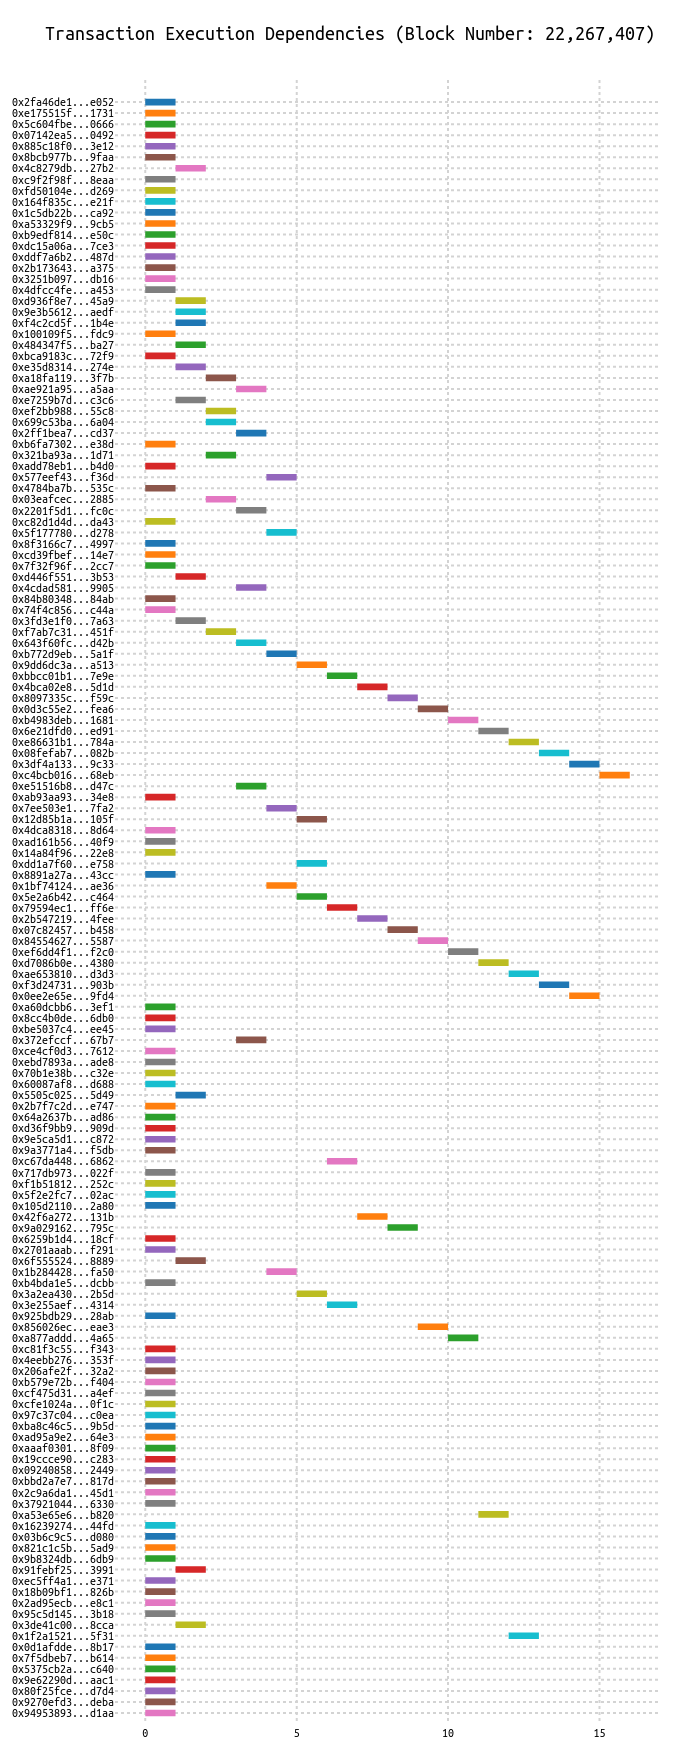 Transaction Execution Dependencies (Block Number: 22,267,407)
0x2fa46de1...e052
0xe175515f...1731
0x5c604fbe...0666
0x07142ea5...0492
0x885c18f0...3e12
0x8bcb977b...9faa
0x4c8279db...27b2
0xc9f2f98f...8eaa
0xfd50104e...d269
0x164f835c...e21f
0x1c5db22b...ca92
0xa53329f9...9cb5
0xb9edf814...e50c
0xdc15a06a...7ce3
0xddf7a6b2...487d
0x2b173643...a375
0x3251b097...db16
0x4dfcc4fe...a453
0xd936f8e7...45a9
0x9e3b5612...aedf
0xf4c2cd5f...1b4e
0x100109f5...fdc9
0x484347f5...ba27
0xbca9183c...72f9
0xe35d8314...274e
0xa18fa119...3f7b
0xae921a95...a5aa
0xe7259b7d...c3c6
0xef2bb988...55c8
0x699c53ba...6a04
0x2ff1bea7...cd37
0xb6fa7302...e38d
0x321ba93a...1d71
0xadd78eb1...b4d0
0x577eef43...f36d
0x4784ba7b...535c
0x03eafcec...2885
0x2201f5d1...fc0c
0xc82d1d4d...da43
0x5f177780...d278
0x8f3166c7...4997
0xcd39fbef...14e7
0x7f32f96f...2cc7
0xd446f551...3b53
0x4cdad581...9905
0x84b80348...84ab
0x74f4c856...c44a
0x3fd3e1f0...7a63
0xf7ab7c31...451f
0x643f60fc...d42b
0xb772d9eb...5a1f
0x9dd6dc3a...a513
0xbbcc01b1...7e9e
0x4bca02e8...5d1d
0x8097335c...f59c
0x0d3c55e2...fea6
0xb4983deb...1681
0x6e21dfd0...ed91
0xe86631b1...784a
0x08fefab7...082b
0x3df4a133...9c33
0xc4bcb016...68eb
0xe51516b8...d47c
0xab93aa93...34e8
0x7ee503e1...7fa2
0x12d85b1a...105f
0x4dca8318...8d64
0xad161b56...40f9
0x14a84f96...22e8
0xdd1a7f60...e758
0x8891a27a...43cc
0x1bf74124...ae36
0x5e2a6b42...c464
0x79594ec1...ff6e
0x2b547219...4fee
0x07c82457...b458
0x84554627...5587
0xef6dd4f1...f2c0
0xd7086b0e...4380
0xae653810...d3d3
0xf3d24731...903b
0x0ee2e65e...9fd4
0xa60dcbb6...3ef1
0x8cc4b0de...6db0
0xbe5037c4...ee45
0x372efccf...67b7
0xce4cf0d3...7612
0xebd7893a...ade8
0x70b1e38b...c32e
0x60087af8...d688
0x5505c025...5d49
0x2b7f7c2d...e747
0x64a2637b...ad86
0xd36f9bb9...909d
0x9e5ca5d1...c872
0x9a3771a4...f5db
0xc67da448...6862
0x717db973...022f
0xf1b51812...252c
0x5f2e2fc7...02ac
0x105d2110...2a80
0x42f6a272...131b
0x9a029162...795c
0x6259b1d4...18cf
0x2701aaab...f291
0x6f555524...8889
0x1b284428...fa50
0xb4bda1e5...dcbb
0x3a2ea430...2b5d
0x3e255aef...4314
0x925bdb29...28ab
0x856026ec...eae3
0xa877addd...4a65
0xc81f3c55...f343
0x4eebb276...353f
0x206afe2f...32a2
0xb579e72b...f404
0xcf475d31...a4ef
0xcfe1024a...0f1c
0x97c37c04...c0ea
0xba8c46c5...9b5d
0xad95a9e2...64e3
0xaaaf0301...8f09
0x19ccce90...c283
0x09240858...2449
0xbbd2a7e7...817d
0x2c9a6da1...45d1
0x37921044...6330
0xa53e65e6...b820
0x16239274...44fd
0x03b6c9c5...d080
0x821c1c5b...5ad9
0x9b8324db...6db9
0x91febf25...3991
0xec5ff4a1...e371
0x18b09bf1...826b
0x2ad95ecb...e8c1
0x95c5d145...3b18
0x3de41c00...8cca
0x1f2a1521...5f31
0x0d1afdde...8b17
0x7f5dbeb7...b614
0x5375cb2a...c640
0x9e62290d...aac1
0x80f25fce...d7d4
0x9270efd3...deba
0x94953893...d1aa
0 5 10 15